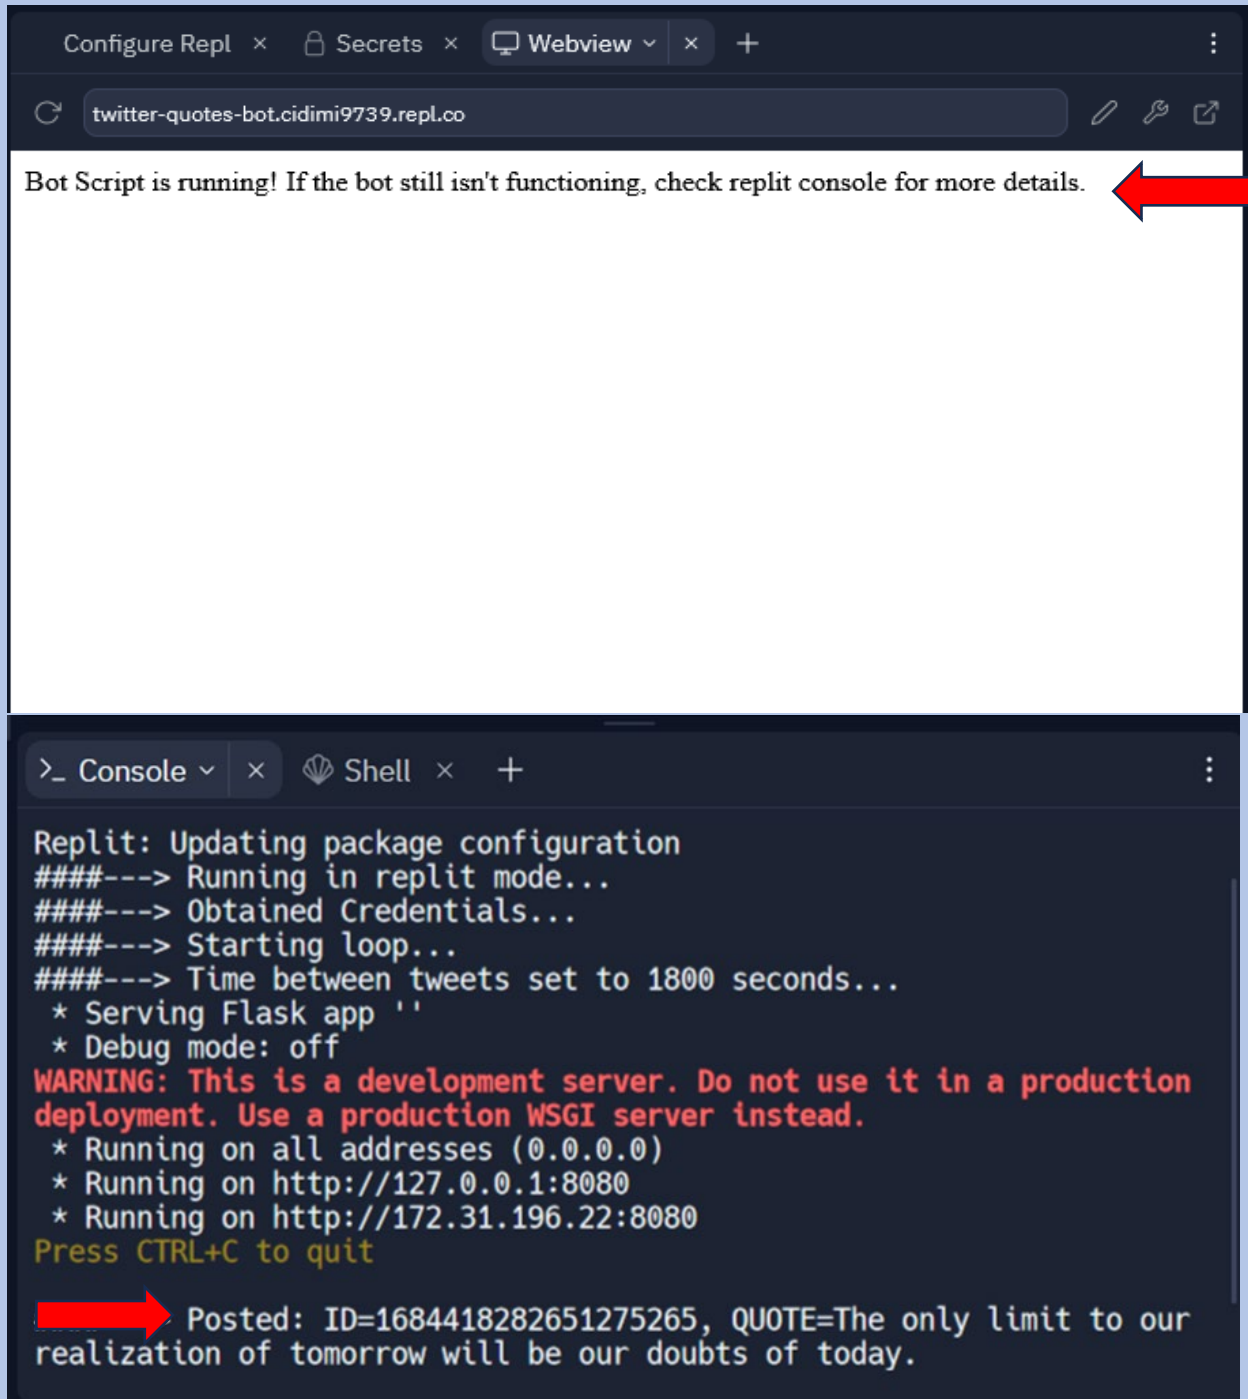 Configure Repl × Secrets × Webview × +
twitter-quotes-bot.cidimi9739.repl.co
Bot Script is running! If the bot still isn't functioning, check replit console for more details.
>_ Console × Shell × +
Replit: Updating package configuration
####---> Running in replit mode...
####---> Obtained Credentials...
####---> Starting loop...
####---> Time between tweets set to 1800 seconds...
* Serving Flask app ''
* Debug mode: off
WARNING: This is a development server. Do not use it in a production
deployment. Use a production WSGI server instead.
* Running on all addresses (0.0.0.0)
* Running on http://127.0.0.1:8080
* Running on http://172.31.196.22:8080
Press CTRL+C to quit
Posted: ID=1684418282651275265, QUOTE=The only limit to our
realization of tomorrow will be our doubts of today.